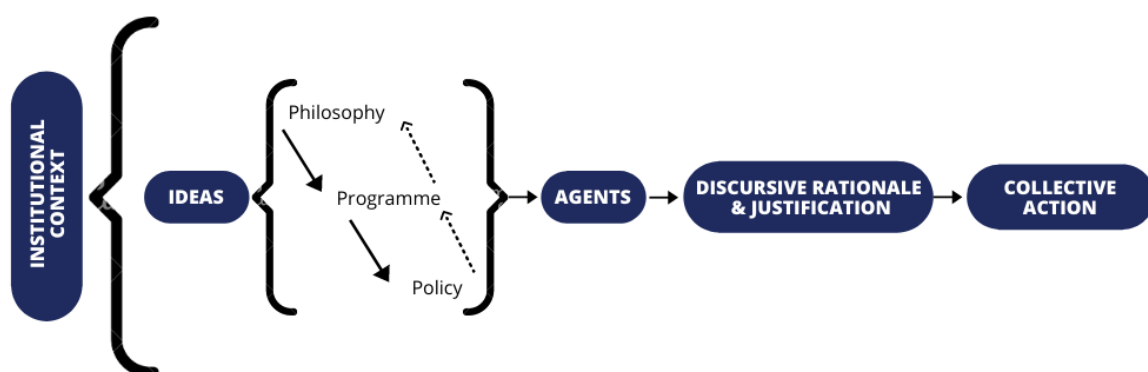 INSTITUTIONAL
CONTEXT
IDEAS
Philosophy
Programme
Policy
AGENTS
DISCURSIVE RATIONALE
& JUSTIFICATION
COLLECTIVE
ACTION